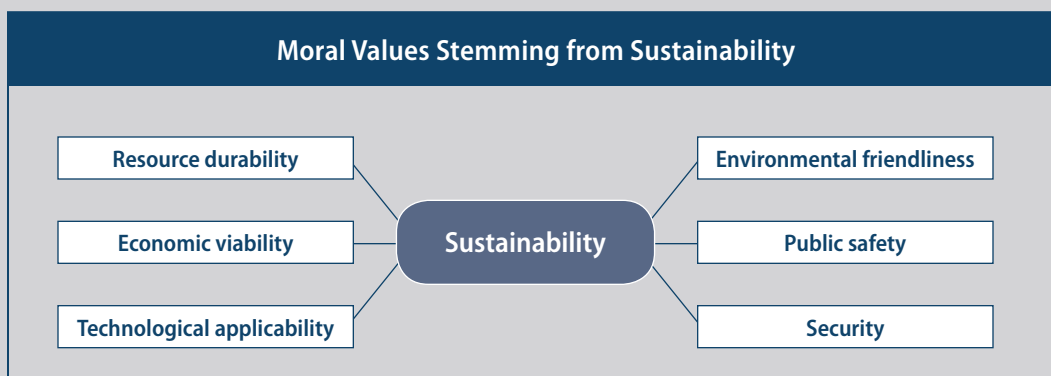 Moral Values Stemming from Sustainability
Resource durability
Environmental friendliness
Economic viability
Sustainability
Public safety
Technological applicability
Security